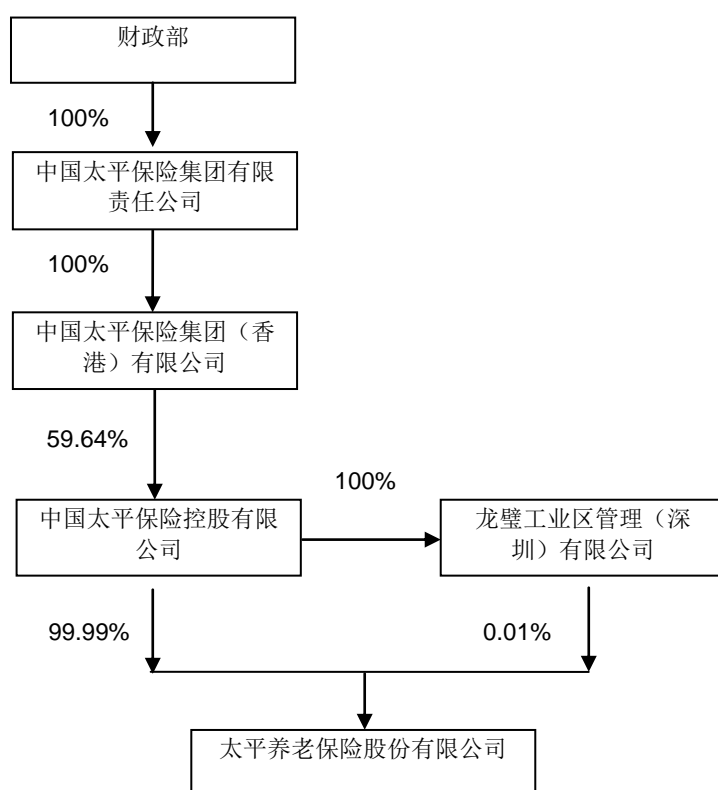 财政部
100%
中国太平保险集团有限
责任公司
100%
中国太平保险集团（香
港）有限公司
59.64%
100%
中国太平保险控股有限
公司
龙璧工业区管理（深
圳）有限公司
99.99%
0.01%
太平养老保险股份有限公司